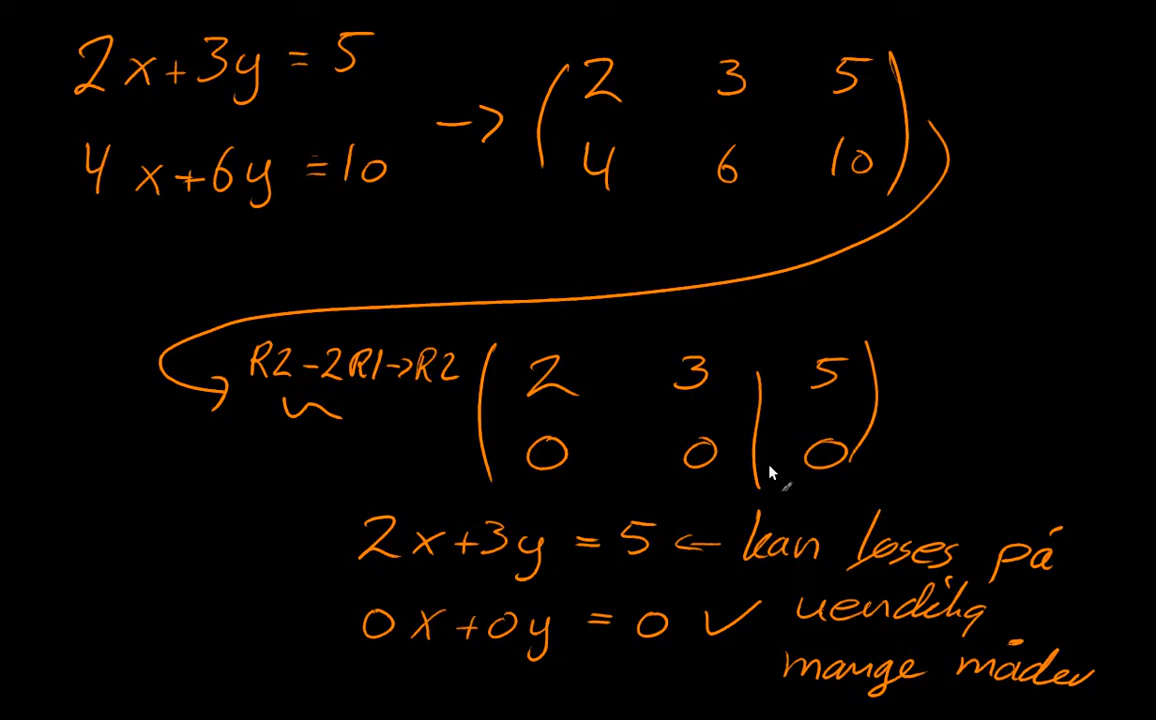 2x+3y = 5
4x+6y = 10
→ (2 3 5
4 6 10)
R2-2R1→R2
(2 3 | 5
0 0 | 0)
2x+3y = 5 ← kan løses på
uendelig
mange måder
0x+0y = 0 ✓